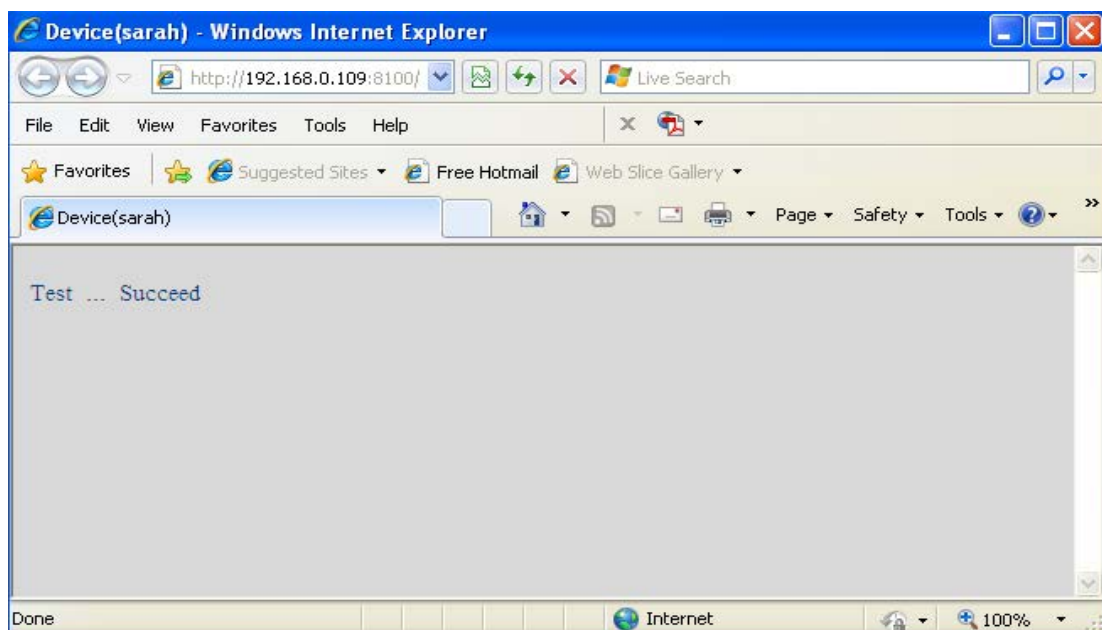 Device(sarah) - Windows Internet Explorer
http://192.168.0.109:8100/ Live Search
File Edit View Favorites Tools Help
Favorites Suggested Sites Free Hotmail Web Slice Gallery
Device(sarah) Page Safety Tools »
Test ... Succeed
Done Internet 100%